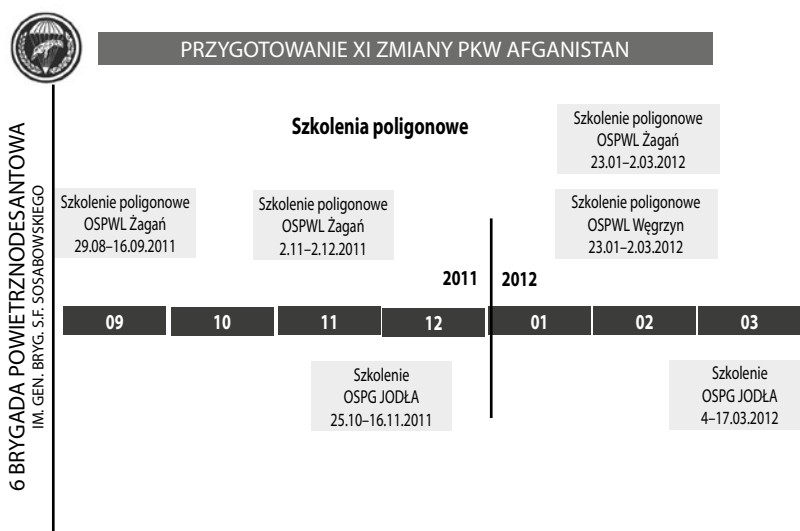 PRZYGOTOWANIE XI ZMIANY PKW AFGANISTAN
6 BRYGADA POWIETRZNODESANTOWA
IM. GEN. BRYG. S.F. SOSABOWSKIEGO
Szkolenia poligonowe
Szkolenie poligonowe
OSPWL Żagań
23.01–2.03.2012
Szkolenie poligonowe
OSPWL Żagań
29.08–16.09.2011
Szkolenie poligonowe
OSPWL Żagań
2.11–2.12.2011
Szkolenie poligonowe
OSPWL Węgrzyn
23.01–2.03.2012
2011 2012
09 10 11 12 01 02 03
Szkolenie
OSPG JODŁA
25.10–16.11.2011
Szkolenie
OSPG JODŁA
4–17.03.2012